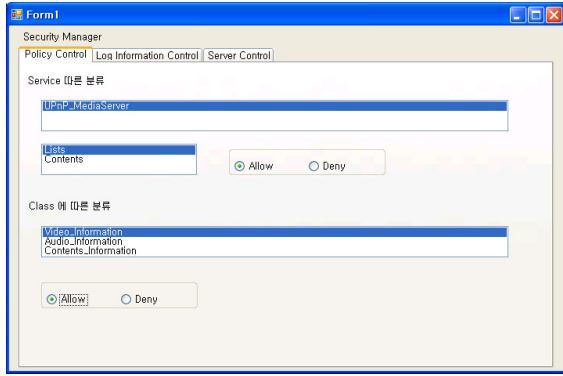 Form1
Security Manager
Policy Control Log Information Control Server Control
Service 따른 분류
UPnP_MediaServer
Lists
Contents
Allow Deny
Class 에 따른 분류
Video_Information
Audio_Information
Contents_Information
Allow Deny